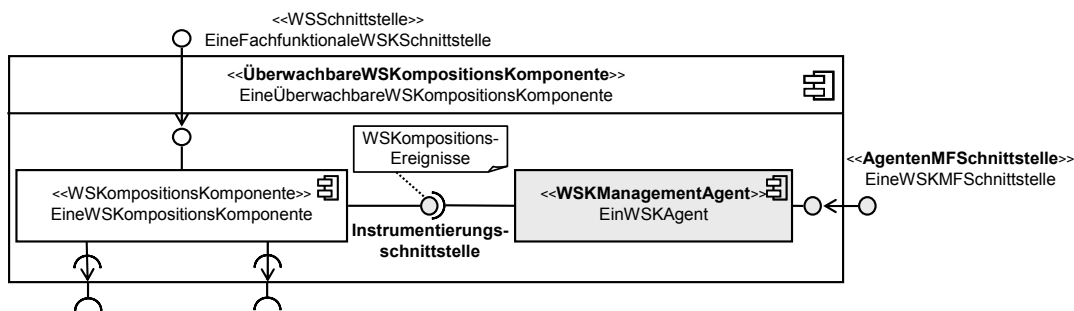 <<WSSchnittstelle>>
EineFachfunktionaleWSKSchnittstelle
<<ÜberwachbareWSKompositionsKomponente>>
EineÜberwachbareWSKompositionsKomponente
WSKompositions-
Ereignisse
<<AgentenMFSchnittstelle>>
EineWSKMFSchnittstelle
<<WSKompositionsKomponente>>
EineWSKompositionsKomponente
<<WSKManagementAgent>>
EinWSKAgent
Instrumentierungs-
schnittstelle